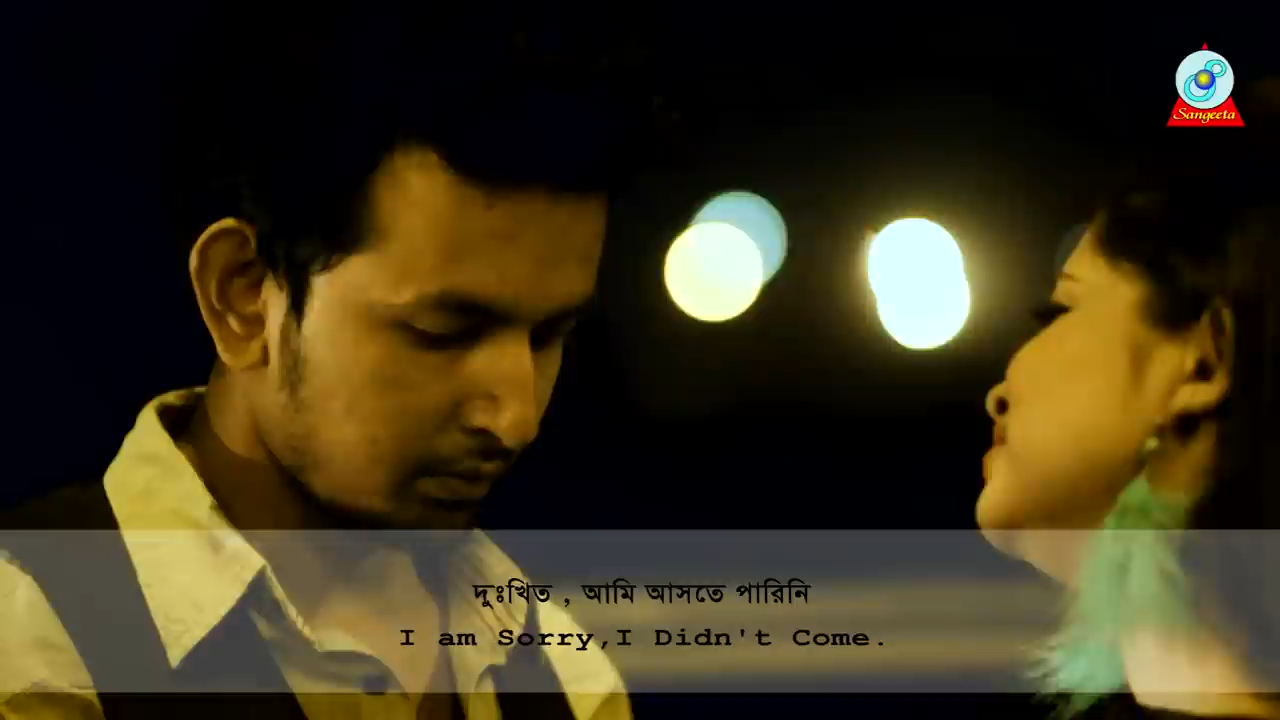 Sangeeta
দুঃখিত , আমি আসতে পারিনি
I am Sorry,I Didn't Come.